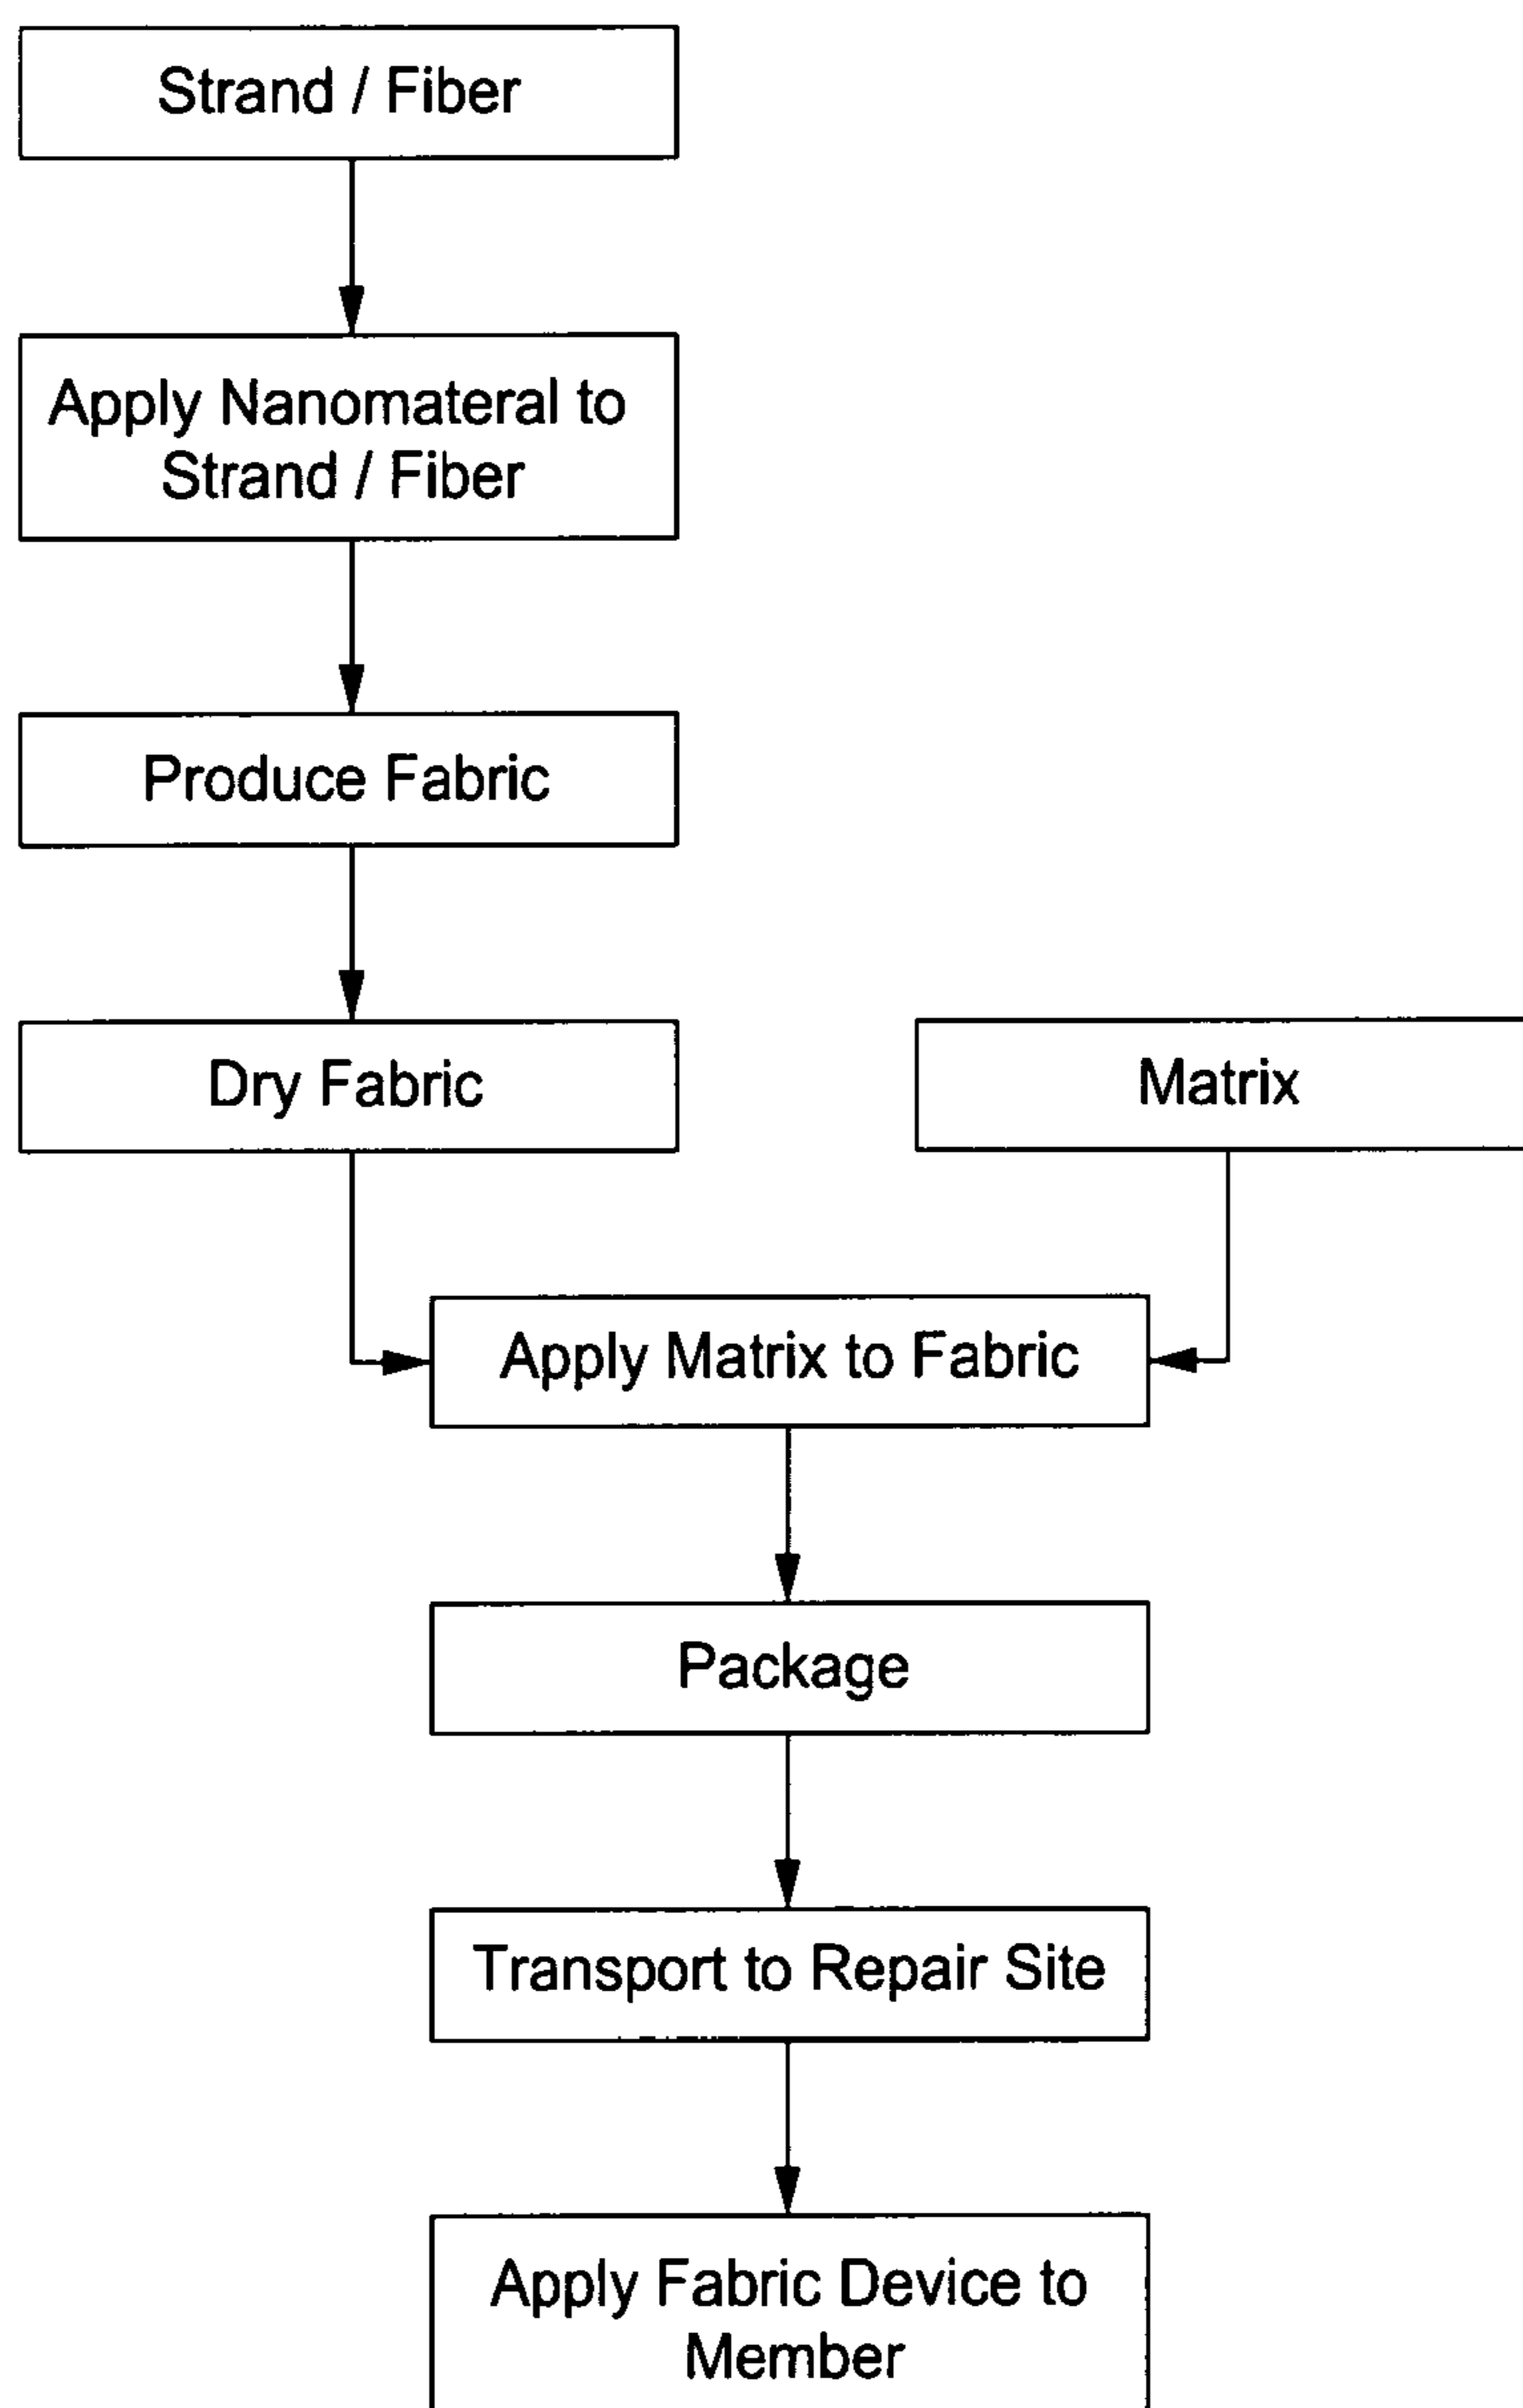 Strand / Fiber
Apply Nanomateral to
Strand / Fiber
Produce Fabric
Dry Fabric
Matrix
Apply Matrix to Fabric
Package
Transport to Repair Site
Apply Fabric Device to
Member